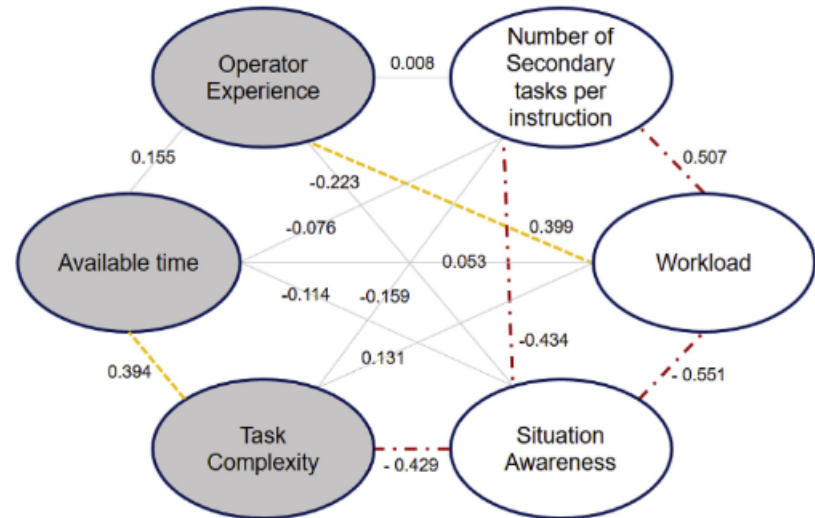 Operator
Experience
0.008
Number of
Secondary
tasks per
instruction
0.155
-0.223
0.507
-0.076
0.399
Available time
0.053
Workload
-0.114
-0.159
-0.434
0.394
0.131
- 0.551
Task
Complexity
- 0.429
Situation
Awareness